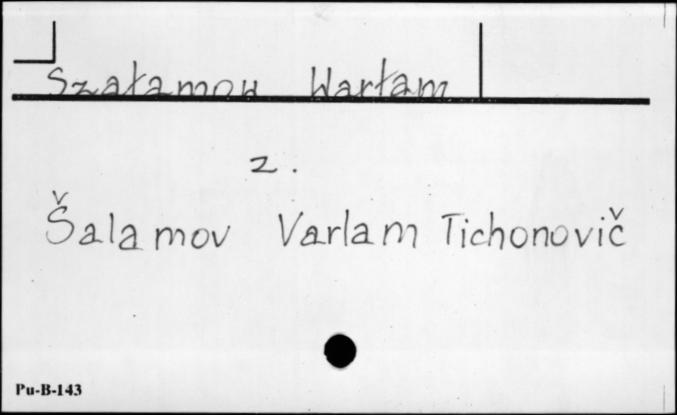 Szałamow Warłam
z.
Šalamov Varlam Tichonovič
Pu-B-143